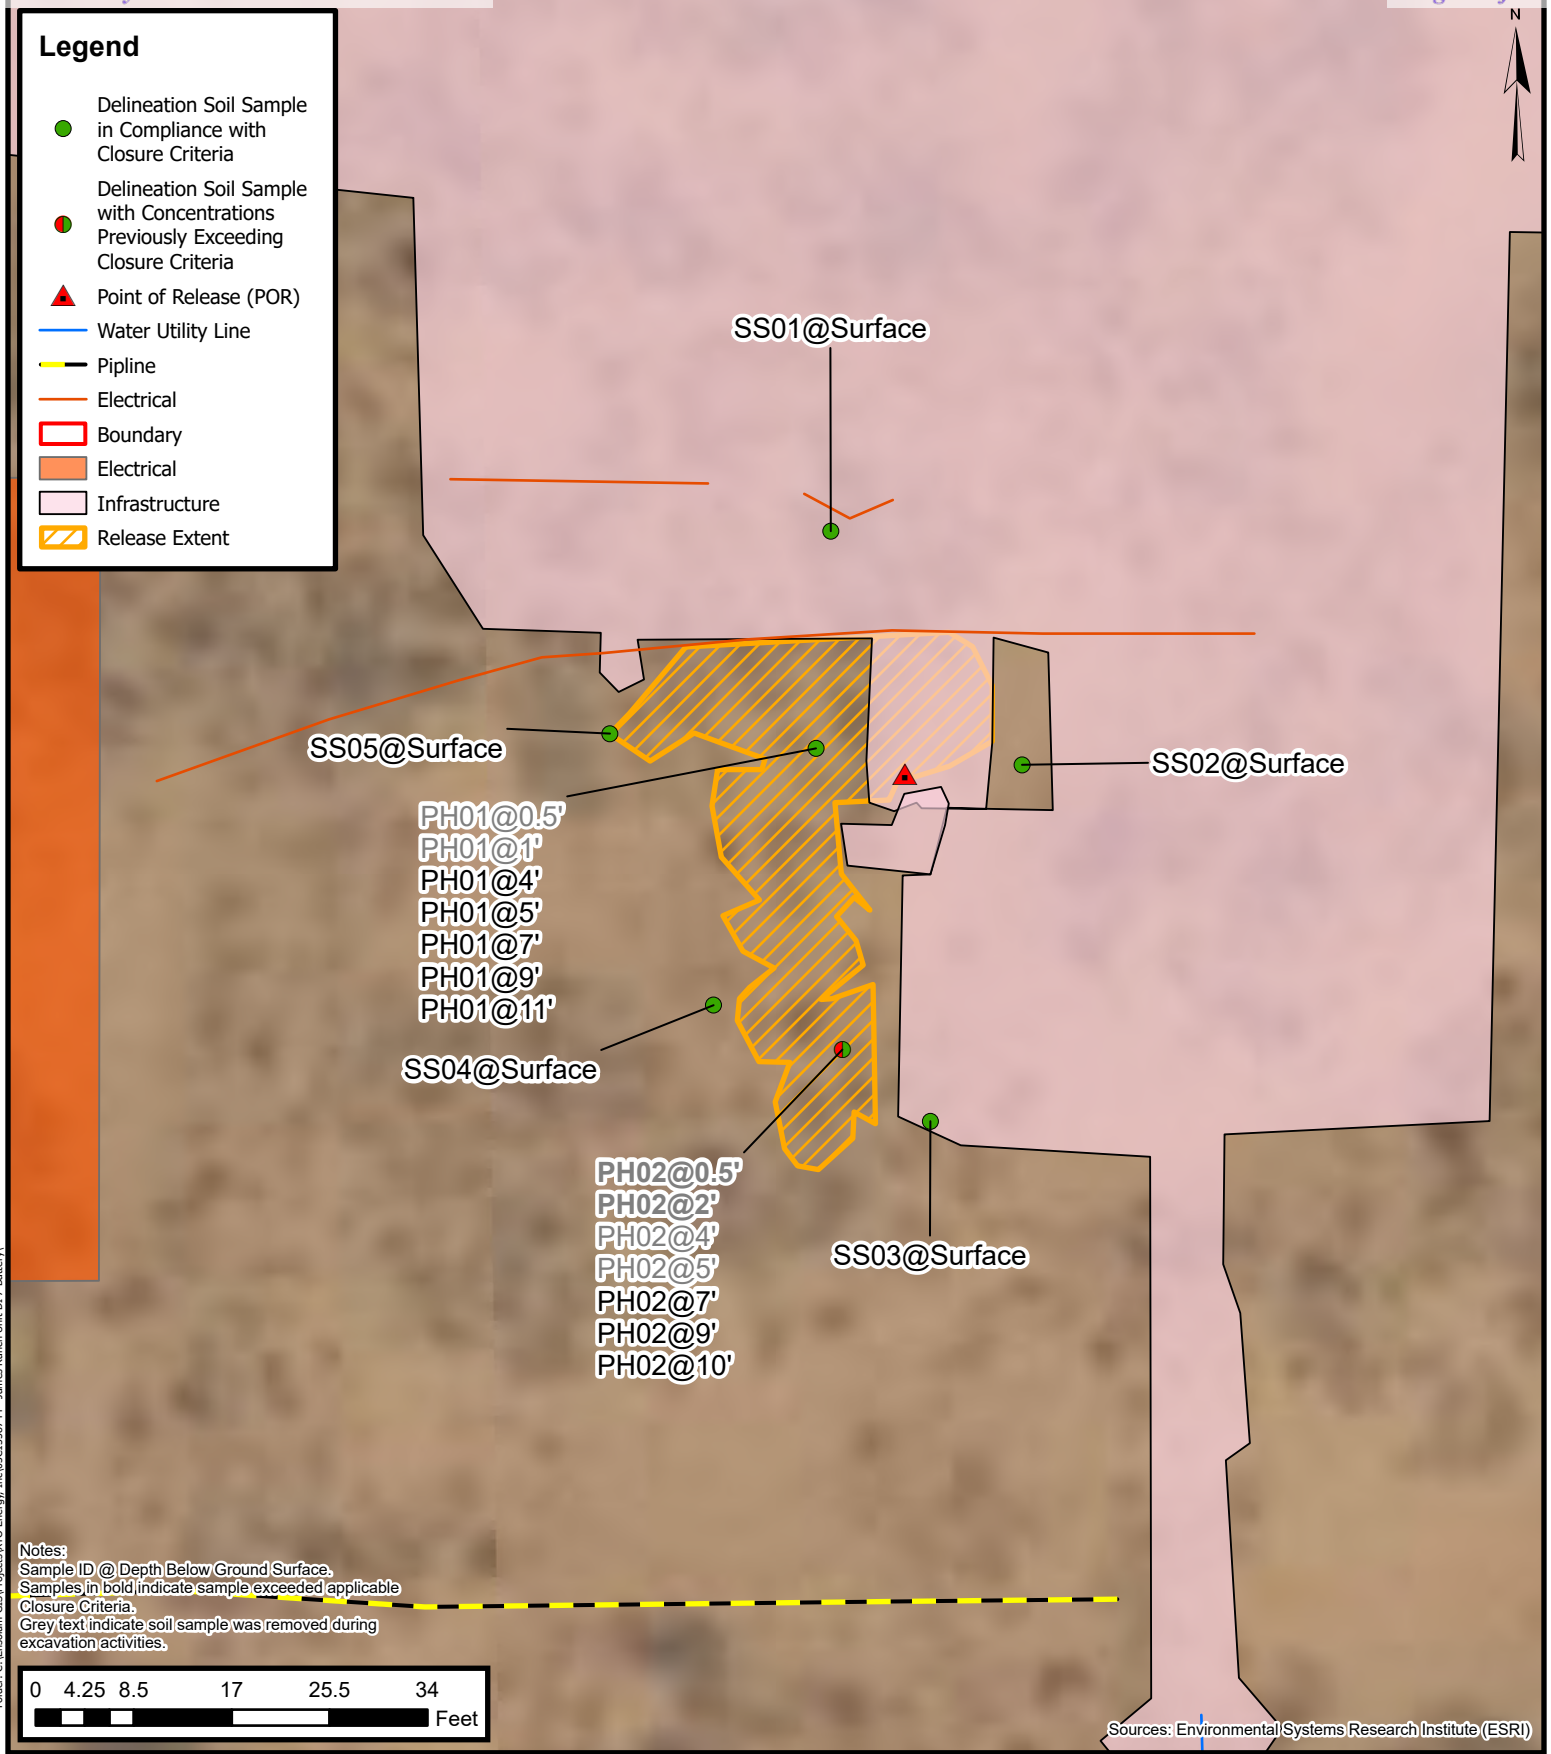 Legend
Delineation Soil Sample
in Compliance with
Closure Criteria
Delineation Soil Sample
with Concentrations
Previously Exceeding
Closure Criteria
Point of Release (POR)
Water Utility Line
Pipline
Electrical
Boundary
Electrical
Infrastructure
Release Extent
N
SS01@Surface
SS05@Surface
SS02@Surface
PH01@0.5'
PH01@1'
PH01@4'
PH01@5'
PH01@7'
PH01@9'
PH01@11'
SS04@Surface
PH02@0.5'
PH02@2'
PH02@4'
PH02@5'
PH02@7'
PH02@9'
PH02@10'
SS03@Surface
Notes:
Sample ID @ Depth Below Ground Surface.
Samples in bold indicate sample exceeded applicable
Closure Criteria.
Grey text indicate soil sample was removed during
excavation activities.
0 4.25 8.5 17 25.5 34
Feet
Sources: Environmental Systems Research Institute (ESRI)